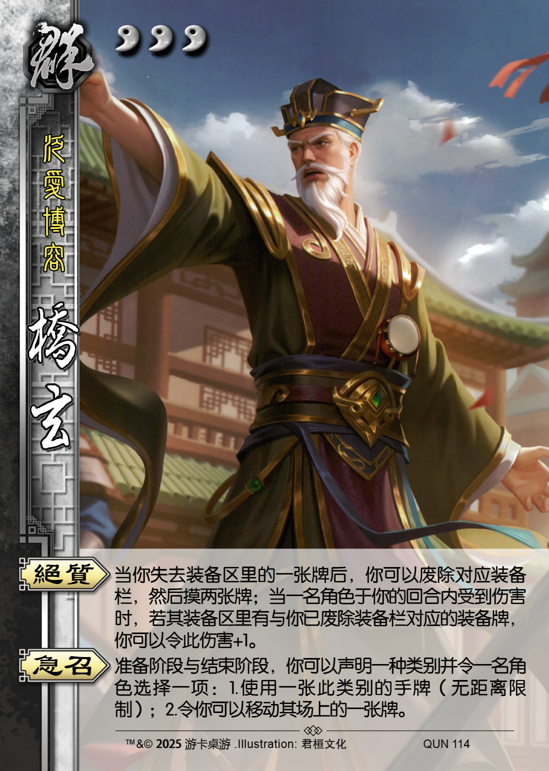 群
泛愛博容
橋玄
絕質
当你失去装备区里的一张牌后，你可以废除对应装备
栏，然后摸两张牌；当一名角色于你的回合内受到伤害
时，若其装备区里有与你已废除装备栏对应的装备牌，
你可以令此伤害+1。
急召
准备阶段与结束阶段，你可以声明一种类别并令一名角
色选择一项：1.使用一张此类别的手牌（无距离限
制）；2.令你可以移动其场上的一张牌。
™&© 2025 游卡桌游 .Illustration: 君桓文化
QUN 114